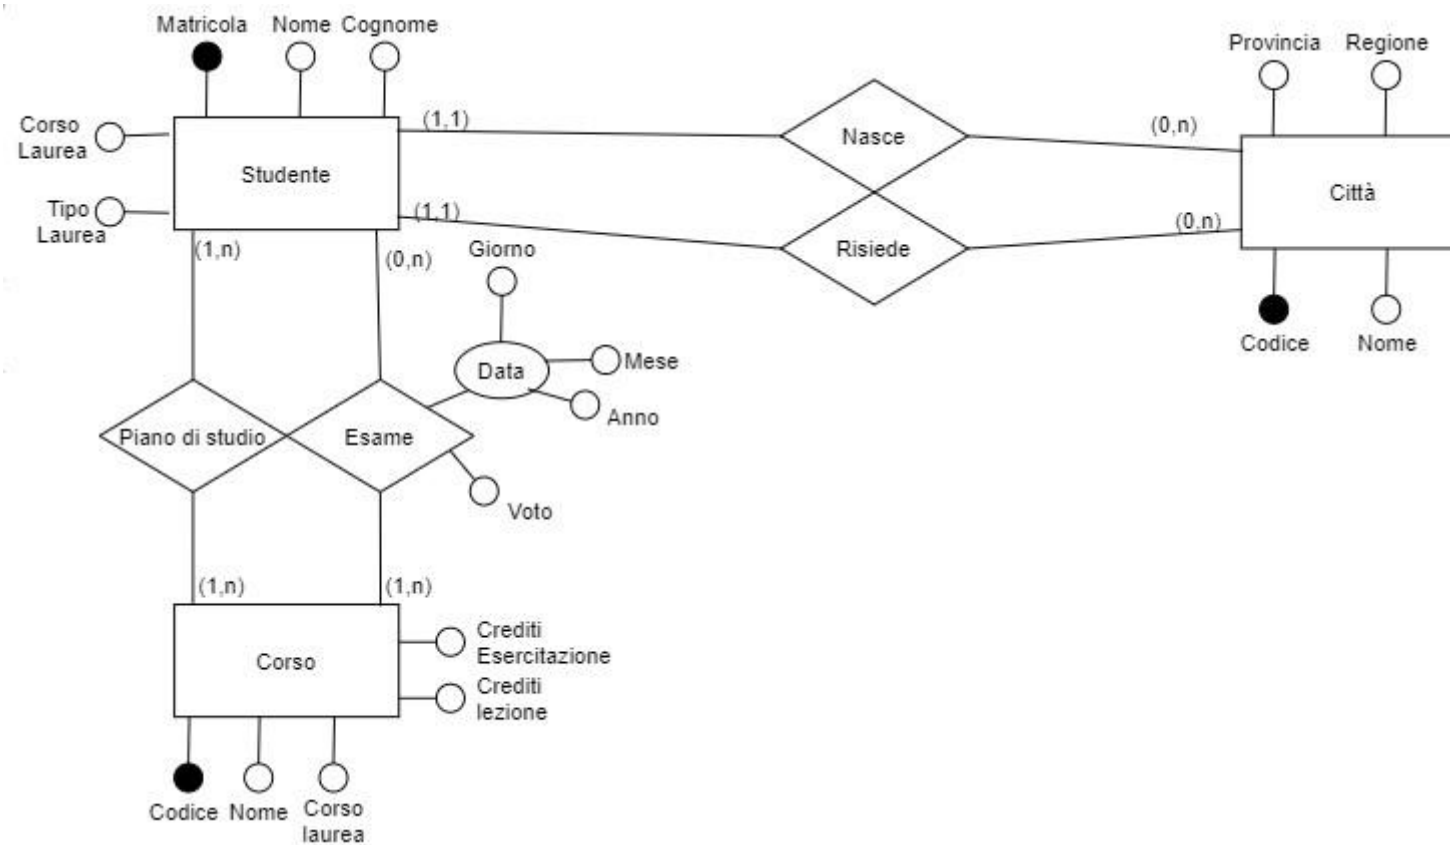 Matricola Nome Cognome
Provincia Regione
Corso
Laurea
(1,1)
Nasce
(0,n)
Studente
Città
Tipo
Laurea
(1,1)
Risiede
(0,n)
(1,n)
(0,n)
Giorno
Codice
Nome
Data
Mese
Anno
Piano di studio
Esame
Voto
(1,n)
(1,n)
Corso
Crediti
Esercitazione
Crediti
lezione
Codice Nome Corso
laurea